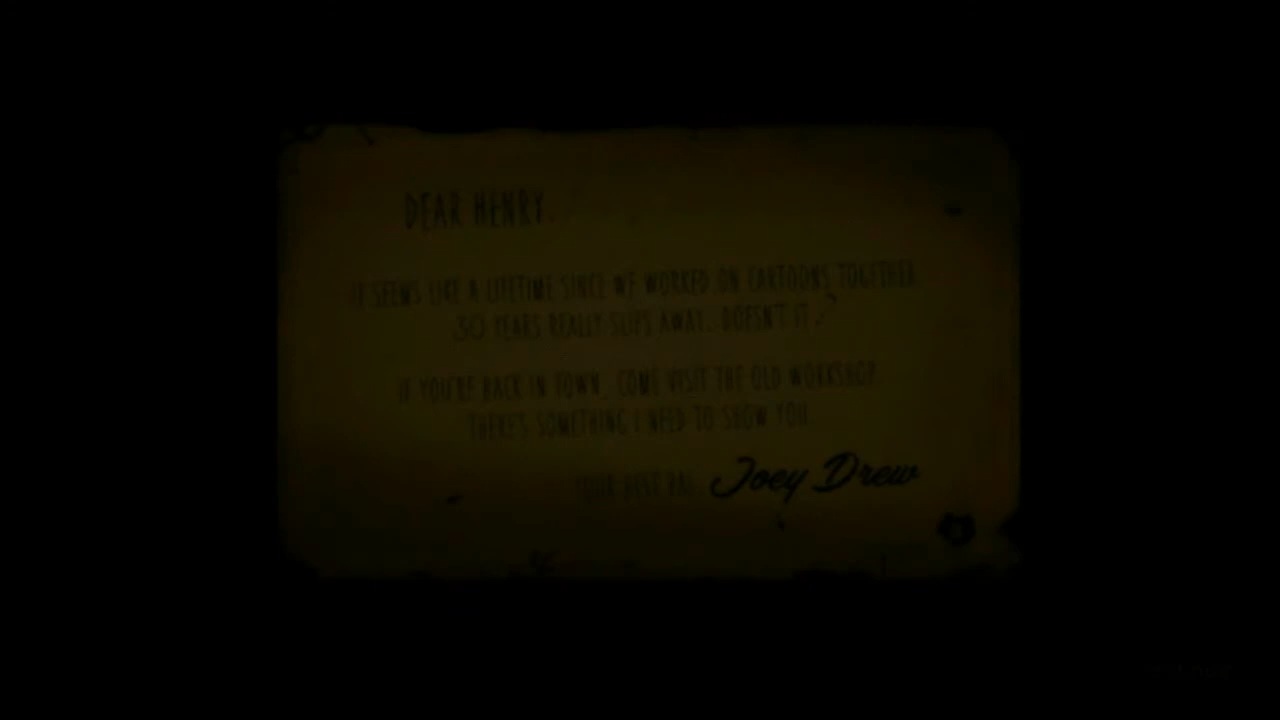 DEAR HENRY,
IT SEEMS LIKE A LIFETIME SINCE WE WORKED ON CARTOONS TOGETHER.
30 YEARS REALLY SLIPS AWAY, DOESN'T IT?
IF YOU'RE BACK IN TOWN, COME VISIT THE OLD WORKSHOP.
THERE'S SOMETHING I NEED TO SHOW YOU.
YOUR BEST PAL, Joey Drew